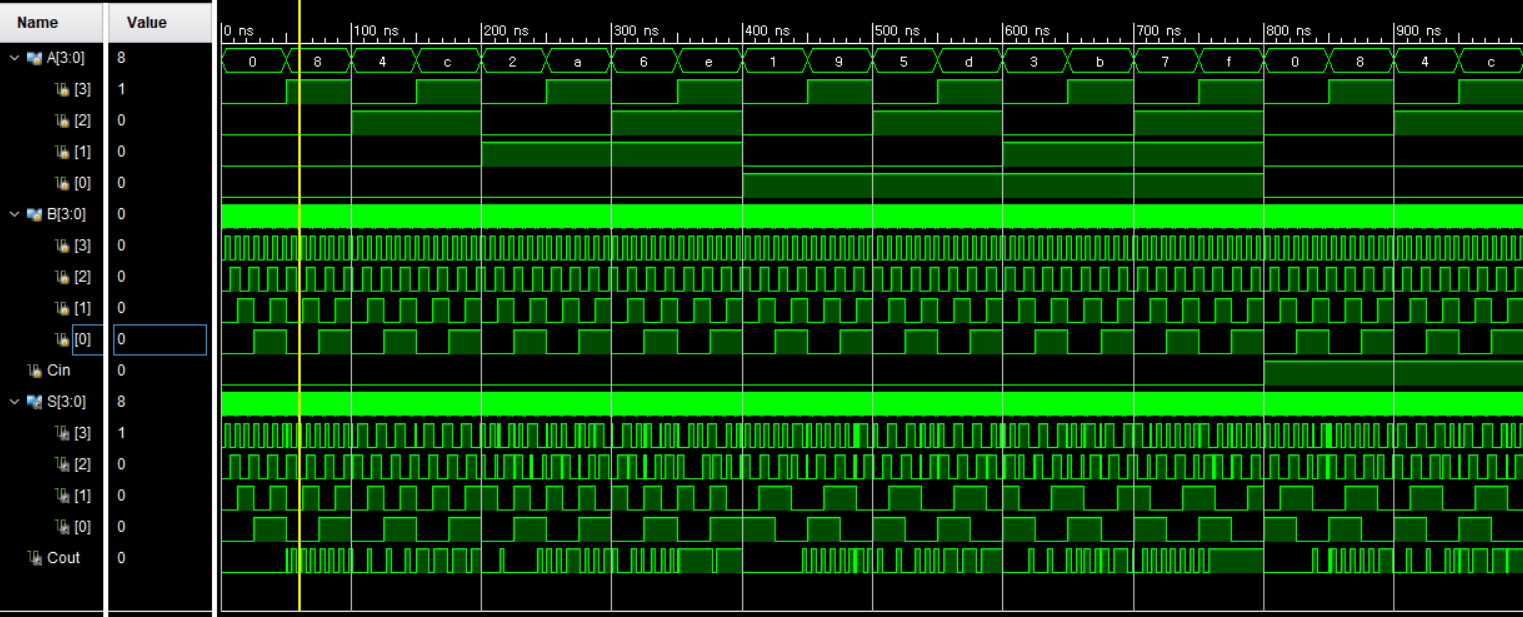 Name Value
0 ns 100 ns 200 ns 300 ns 400 ns 500 ns 600 ns 700 ns 800 ns 900 ns
A[3:0] 8 0 8 4 c 2 a 6 e 1 9 5 d 3 b 7 f 0 8 4 c
[3] 1
[2] 0
[1] 0
[0] 0
B[3:0] 0
[3] 0
[2] 0
[1] 0
[0] 0
Cin 0
S[3:0] 8
[3] 1
[2] 0
[1] 0
[0] 0
Cout 0